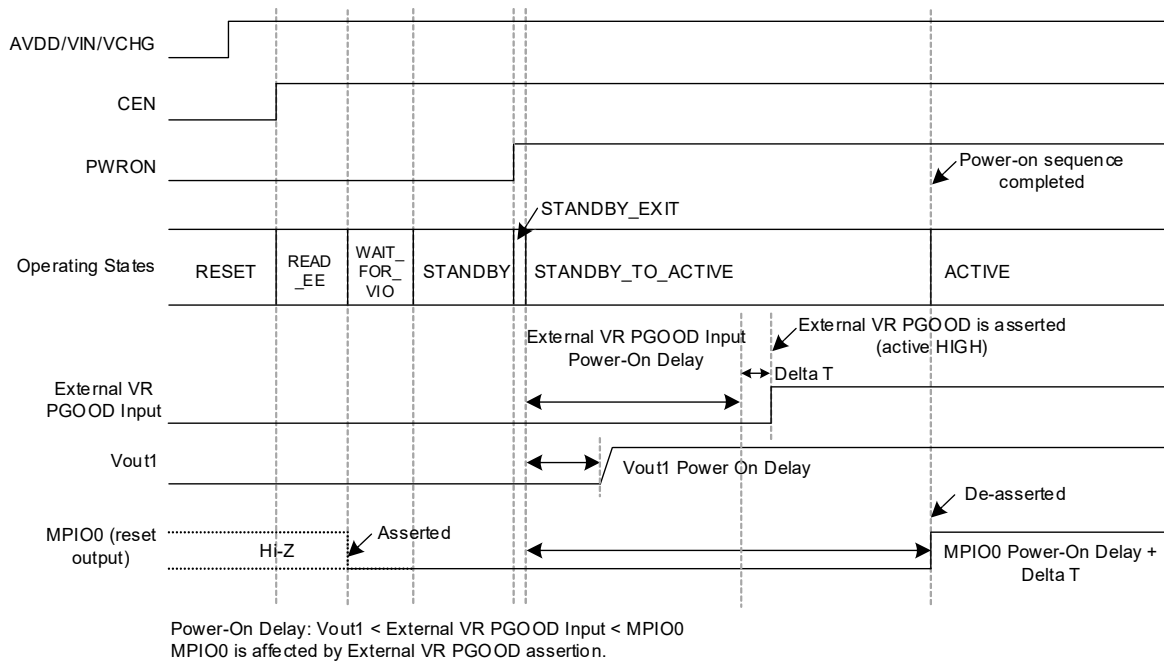 AVDD/VIN/VCHG
CEN
PWRON
Power-on sequence
completed
STANDBY_EXIT
Operating States
RESET
READ
_EE
WAIT_
FOR_
VIO
STANDBY
STANDBY_TO_ACTIVE
ACTIVE
External VR PGOOD Input
Power-On Delay
External VR PGOOD is asserted
(active HIGH)
Delta T
External VR
PGOOD Input
Vout1
Vout1 Power On Delay
De-asserted
MPIO0 (reset
output)
Hi-Z
Asserted
MPIO0 Power-On Delay +
Delta T
Power-On Delay: Vout1 < External VR PGOOD Input < MPIO0
MPIO0 is affected by External VR PGOOD assertion.